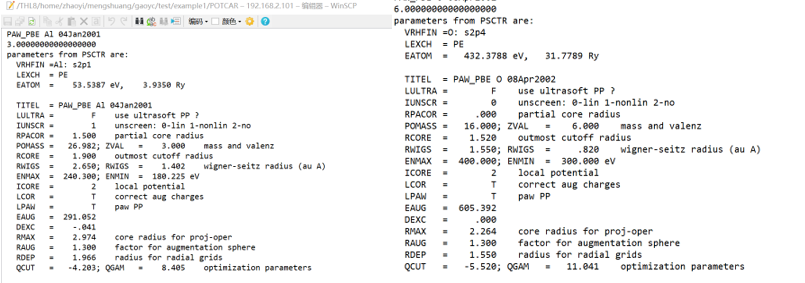 /THL8/home/zhaoyi/mengshuang/gaoyc/test/example1/POTCAR – 192.168.2.101 – 编辑器 – WinSCP
编码
颜色
PAW_PBE Al 04Jan2001
3.00000000000000000
parameters from PSCTR are:
VRHFIN =Al: s2p1
LEXCH = PE
EATOM = 53.5387 eV, 3.9350 Ry
TITEL = PAW_PBE Al 04Jan2001
LULTRA = F use ultrasoft PP ?
IUNSCR = 1 unscreen: 0-lin 1-nonlin 2-no
RPACOR = 1.500 partial core radius
POMASS = 26.982; ZVAL = 3.000 mass and valenz
RCORE = 1.900 outmost cutoff radius
RWIGS = 2.650; RWIGS = 1.402 wigner-seitz radius (au A)
ENMAX = 240.300; ENMIN = 180.225 eV
ICORE = 2 local potential
LCOR = T correct aug charges
LPAW = T paw PP
EAUG = 291.052
DEXC = -.041
RMAX = 2.974 core radius for proj-oper
RAUG = 1.300 factor for augmentation sphere
RDEP = 1.966 radius for radial grids
QCUT = -4.203; QGAM = 8.405 optimization parameters
6.00000000000000000
parameters from PSCTR are:
VRHFIN =O: s2p4
LEXCH = PE
EATOM = 432.3788 eV, 31.7789 Ry
TITEL = PAW_PBE O 08Apr2002
LULTRA = F use ultrasoft PP ?
IUNSCR = 0 unscreen: 0-lin 1-nonlin 2-no
RPACOR = .000 partial core radius
POMASS = 16.000; ZVAL = 6.000 mass and valenz
RCORE = 1.520 outmost cutoff radius
RWIGS = 1.550; RWIGS = .820 wigner-seitz radius (au A)
ENMAX = 400.000; ENMIN = 300.000 eV
ICORE = 2 local potential
LCOR = T correct aug charges
LPAW = T paw PP
EAUG = 605.392
DEXC = .000
RMAX = 2.264 core radius for proj-oper
RAUG = 1.300 factor for augmentation sphere
RDEP = 1.550 radius for radial grids
QCUT = -5.520; QGAM = 11.041 optimization parameters